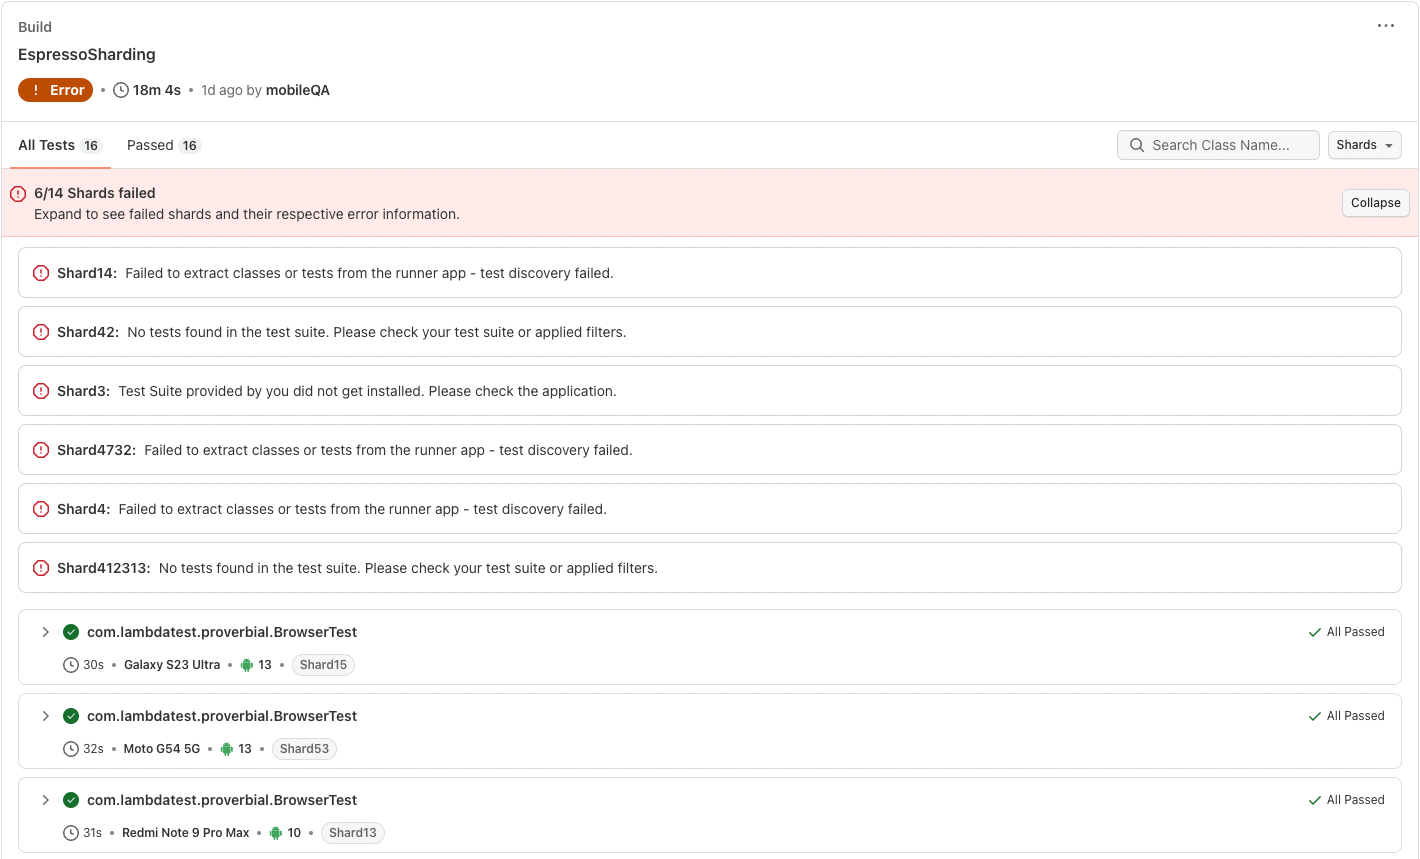 Build
EspressoSharding
! Error • 18m 4s • 1d ago by mobileQA
All Tests 16 Passed 16 Search Class Name... Shards
6/14 Shards failed
Expand to see failed shards and their respective error information.
Collapse
Shard14: Failed to extract classes or tests from the runner app - test discovery failed.
Shard42: No tests found in the test suite. Please check your test suite or applied filters.
Shard3: Test Suite provided by you did not get installed. Please check the application.
Shard4732: Failed to extract classes or tests from the runner app - test discovery failed.
Shard4: Failed to extract classes or tests from the runner app - test discovery failed.
Shard412313: No tests found in the test suite. Please check your test suite or applied filters.
com.lambdatest.proverbial.BrowserTest All Passed
30s • Galaxy S23 Ultra • 13 • Shard15
com.lambdatest.proverbial.BrowserTest All Passed
32s • Moto G54 5G • 13 • Shard53
com.lambdatest.proverbial.BrowserTest All Passed
31s • Redmi Note 9 Pro Max • 10 • Shard13